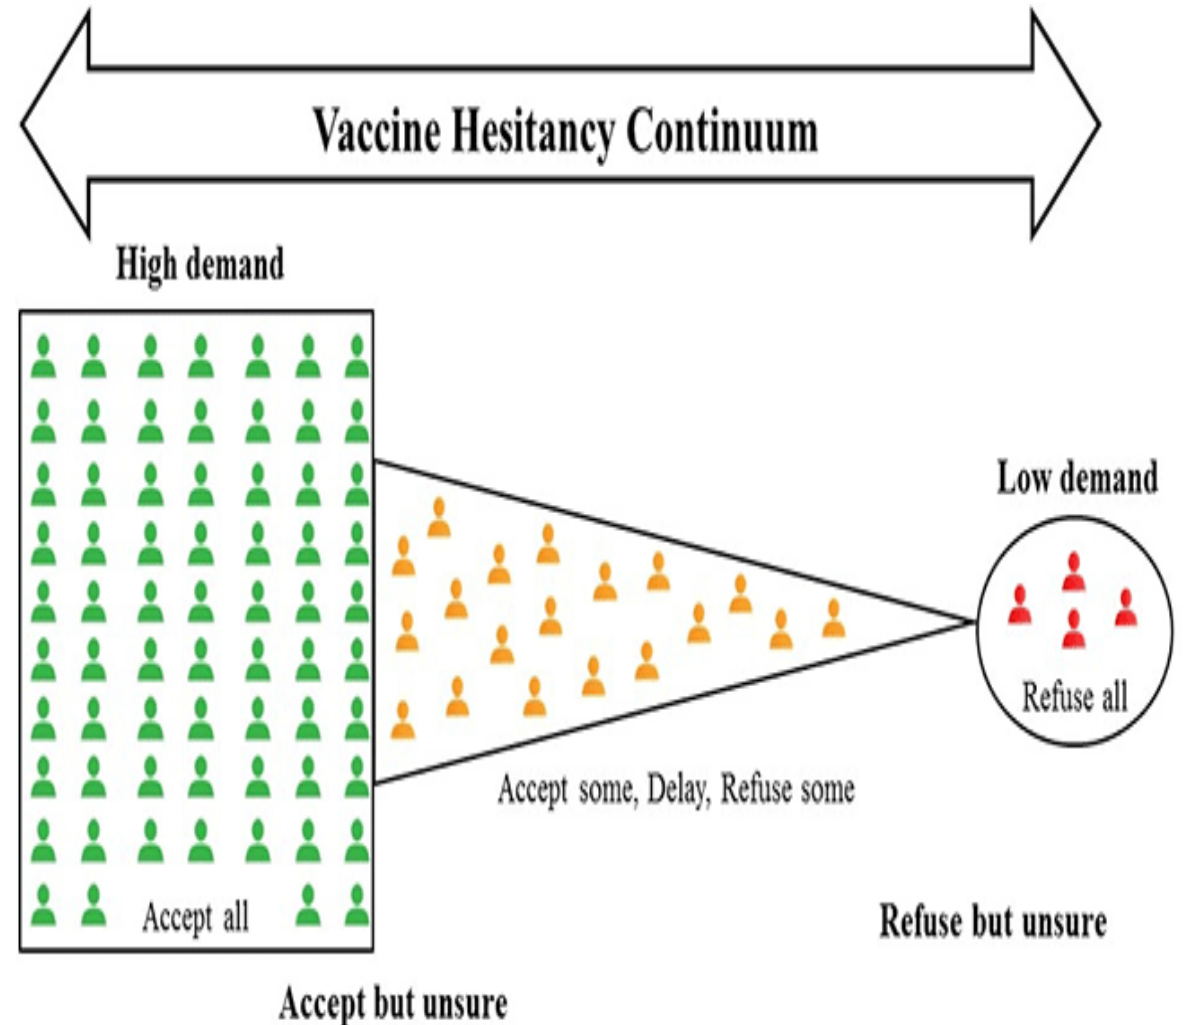 Vaccine Hesitancy Continuum
High demand
Low demand
Refuse all
Accept some, Delay, Refuse some
Accept all
Refuse but unsure
Accept but unsure